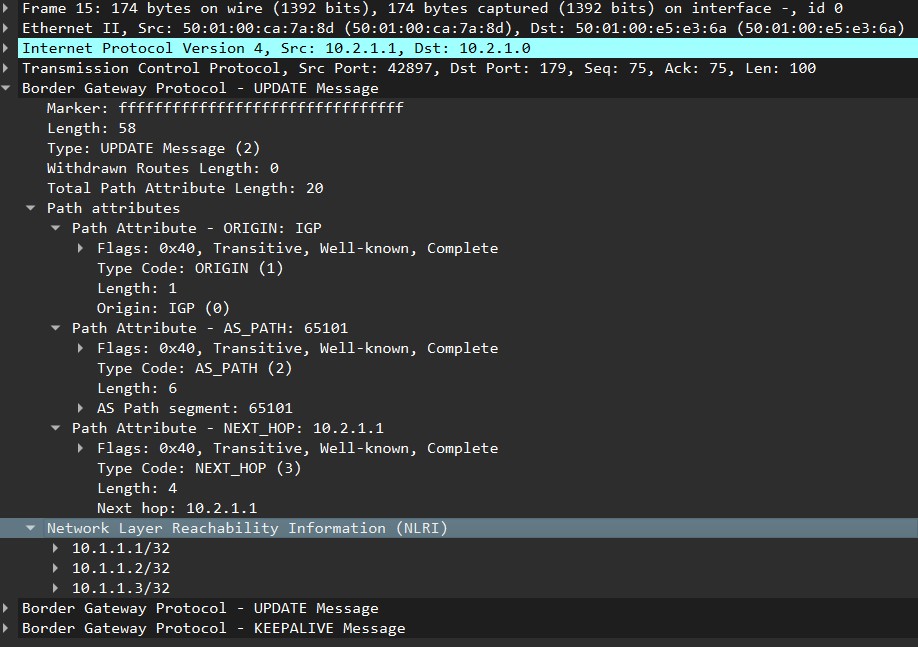 Frame 15: 174 bytes on wire (1392 bits), 174 bytes captured (1392 bits) on interface -, id 0
Ethernet II, Src: 50:01:00:ca:7a:8d (50:01:00:ca:7a:8d), Dst: 50:01:00:e5:e3:6a (50:01:00:e5:e3:6a)
Internet Protocol Version 4, Src: 10.2.1.1, Dst: 10.2.1.0
Transmission Control Protocol, Src Port: 42897, Dst Port: 179, Seq: 75, Ack: 75, Len: 100
Border Gateway Protocol - UPDATE Message
Marker: ffffffffffffffffffffffffffffffff
Length: 58
Type: UPDATE Message (2)
Withdrawn Routes Length: 0
Total Path Attribute Length: 20
Path attributes
Path Attribute - ORIGIN: IGP
Flags: 0x40, Transitive, Well-known, Complete
Type Code: ORIGIN (1)
Length: 1
Origin: IGP (0)
Path Attribute - AS_PATH: 65101
Flags: 0x40, Transitive, Well-known, Complete
Type Code: AS_PATH (2)
Length: 6
AS Path segment: 65101
Path Attribute - NEXT_HOP: 10.2.1.1
Flags: 0x40, Transitive, Well-known, Complete
Type Code: NEXT_HOP (3)
Length: 4
Next hop: 10.2.1.1
Network Layer Reachability Information (NLRI)
10.1.1.1/32
10.1.1.2/32
10.1.1.3/32
Border Gateway Protocol - UPDATE Message
Border Gateway Protocol - KEEPALIVE Message